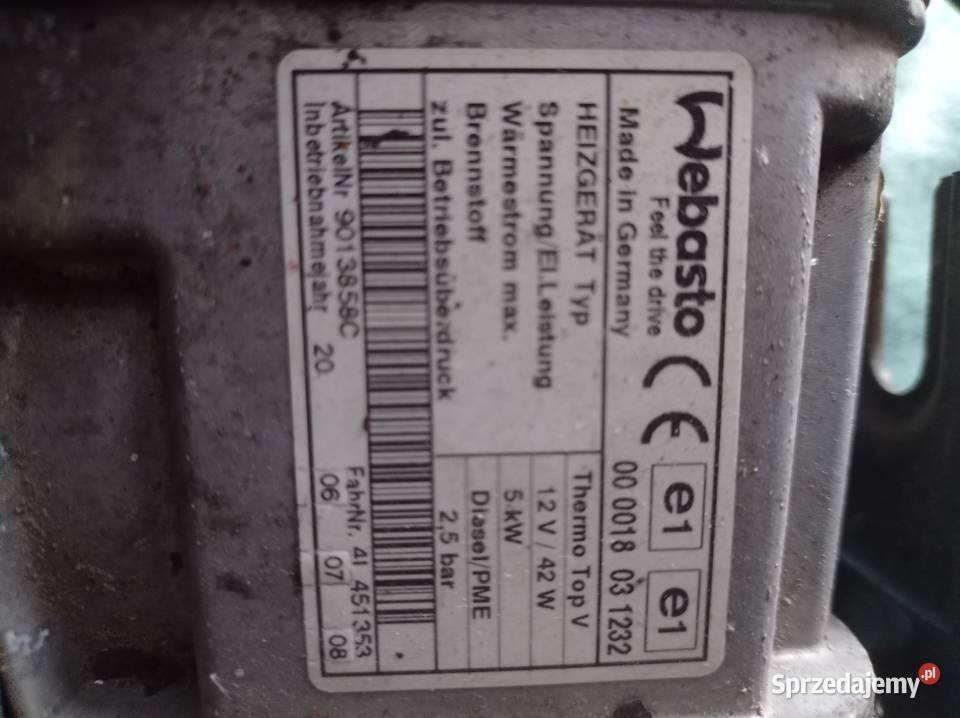 Webasto
Feel the drive
Made in Germany
e1 e1
00 0018 03 1232
HEIZGERÄT Typ Thermo Top V
Spannung/El.Leistung 12 V / 42 W
Wärmestrom max. 5 kW
Brennstoff Diesel/PME
zul. Betriebsüberdruck 2,5 bar
ArtikelNr 9013858C FahrNr. 41 451353
Inbetriebnahmejahr 20 06 07 08
Sprzedajemy.pl